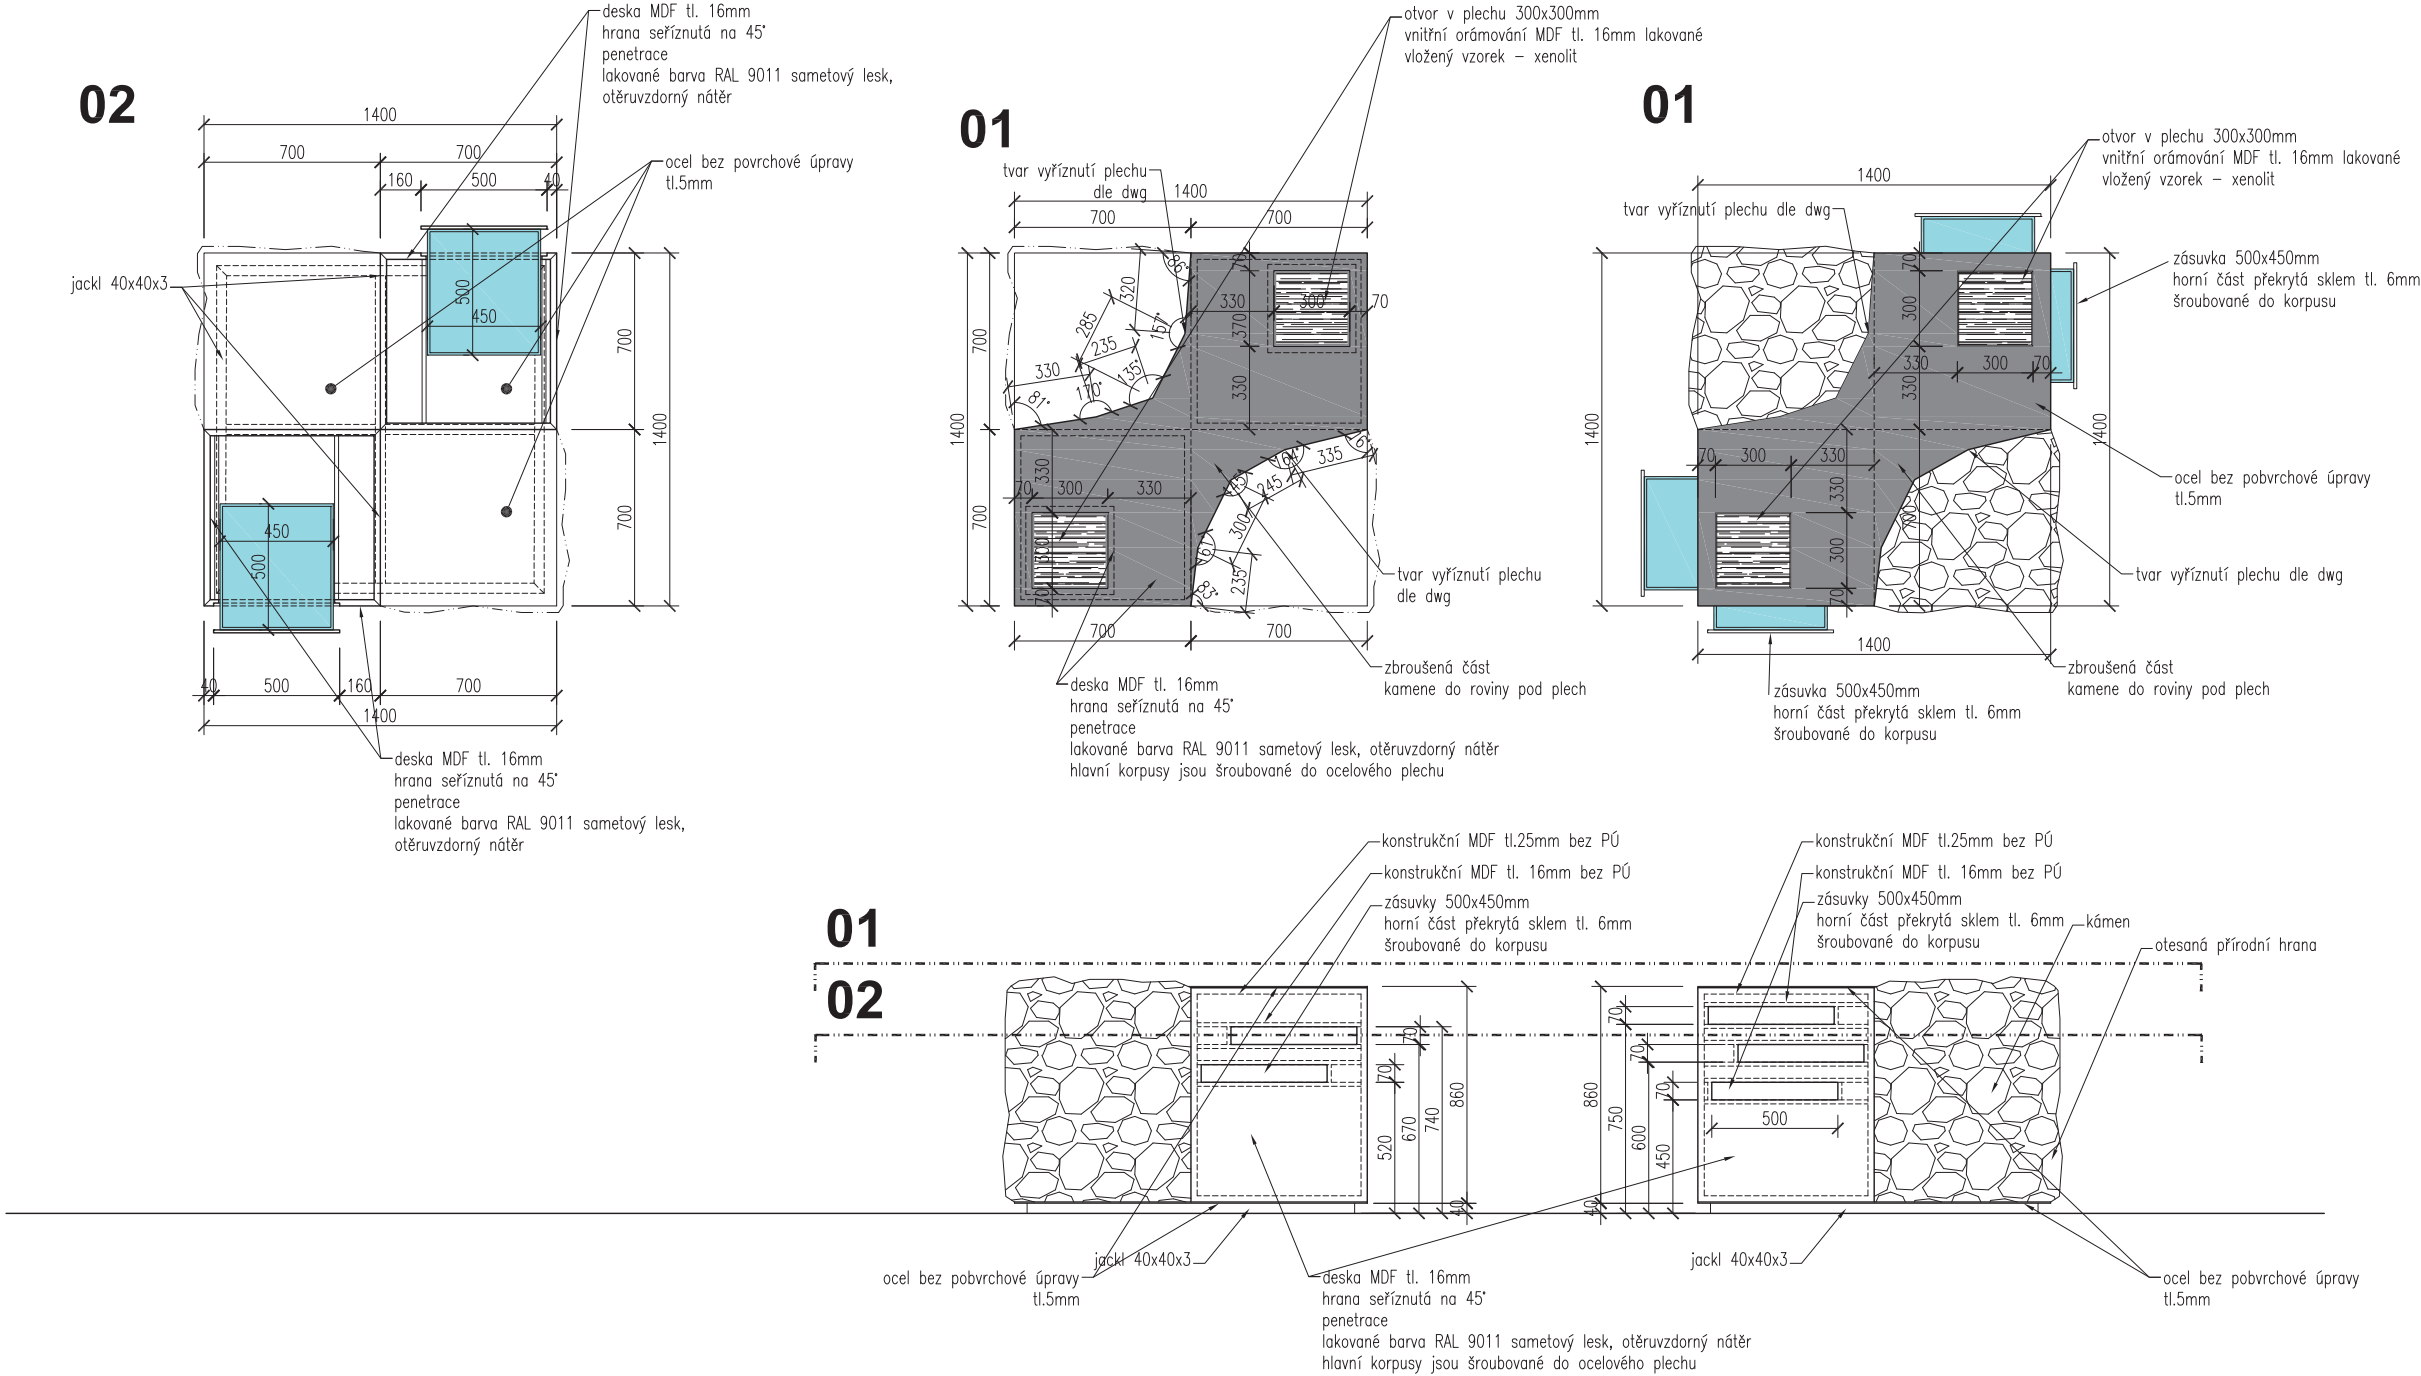 deska MDF tl. 16mm
hrana seříznutá na 45°
penetrace
lakované barva RAL 9011 sametový lesk,
otěruvzdorný nátěr
02
1400
700
700
160
500
40
ocel bez povrchové úpravy
tl.5mm
jackl 40x40x3
500
450
700
700
1400
450
500
40
500
160
700
1400
deska MDF tl. 16mm
hrana seříznutá na 45°
penetrace
lakované barva RAL 9011 sametový lesk,
otěruvzdorný nátěr
otvor v plechu 300x300mm
vnitřní orámování MDF tl. 16mm lakované
vložený vzorek – xenolit
01
tvar vyříznutí plechu
dle dwg
1400
700
700
86°
320
70
330
300
70
157°
285
370
235
135°
330
170°
81°
330
700
1400
700
330
70
300
330
300
70
76°
164°
335
145°
245
300
161°
235
83°
tvar vyříznutí plechu
dle dwg
700
700
zbroušená část
kamene do roviny pod plech
deska MDF tl. 16mm
hrana seříznutá na 45°
penetrace
lakované barva RAL 9011 sametový lesk, otěruvzdorný nátěr
hlavní korpusy jsou šroubované do ocelového plechu
01
otvor v plechu 300x300mm
vnitřní orámování MDF tl. 16mm lakované
vložený vzorek – xenolit
1400
tvar vyříznutí plechu dle dwg
zásuvka 500x450mm
horní část překrytá sklem tl. 6mm
šroubované do korpusu
70
300
330
300
70
330
1400
1400
70
300
330
330
700
300
70
ocel bez pobvrchové úpravy
tl.5mm
tvar vyříznutí plechu dle dwg
1400
zbroušená část
kamene do roviny pod plech
zásuvka 500x450mm
horní část překrytá sklem tl. 6mm
šroubované do korpusu
konstrukční MDF tl.25mm bez PÚ
konstrukční MDF tl. 16mm bez PÚ
zásuvky 500x450mm
horní část překrytá sklem tl. 6mm
šroubované do korpusu
konstrukční MDF tl.25mm bez PÚ
konstrukční MDF tl. 16mm bez PÚ
zásuvky 500x450mm
horní část překrytá sklem tl. 6mm
šroubované do korpusu
kámen
otesaná přírodní hrana
01
02
70
70
520
670
740
860
40
860
70
750
70
600
70
450
40
500
jackl 40x40x3
ocel bez pobvrchové úpravy
tl.5mm
deska MDF tl. 16mm
hrana seříznutá na 45°
penetrace
lakované barva RAL 9011 sametový lesk, otěruvzdorný nátěr
hlavní korpusy jsou šroubované do ocelového plechu
jackl 40x40x3
ocel bez pobvrchové úpravy
tl.5mm